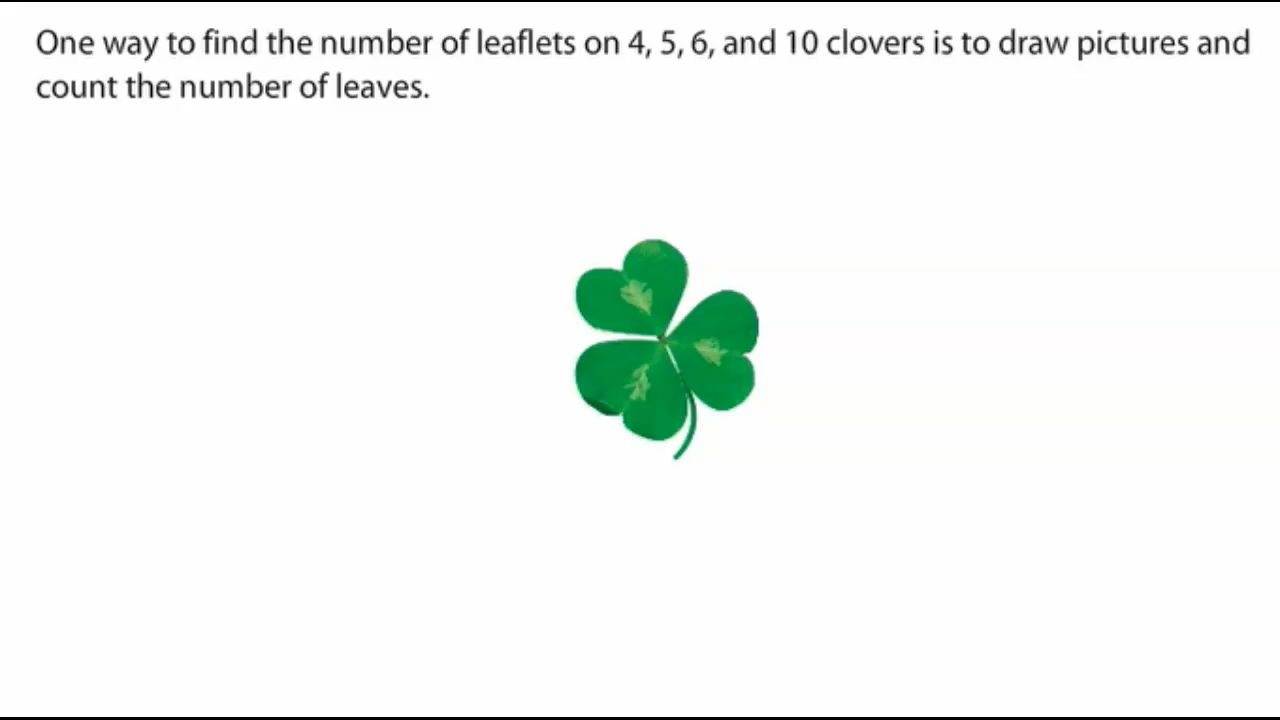 One way to find the number of leaflets on 4, 5, 6, and 10 clovers is to draw pictures and
count the number of leaves.